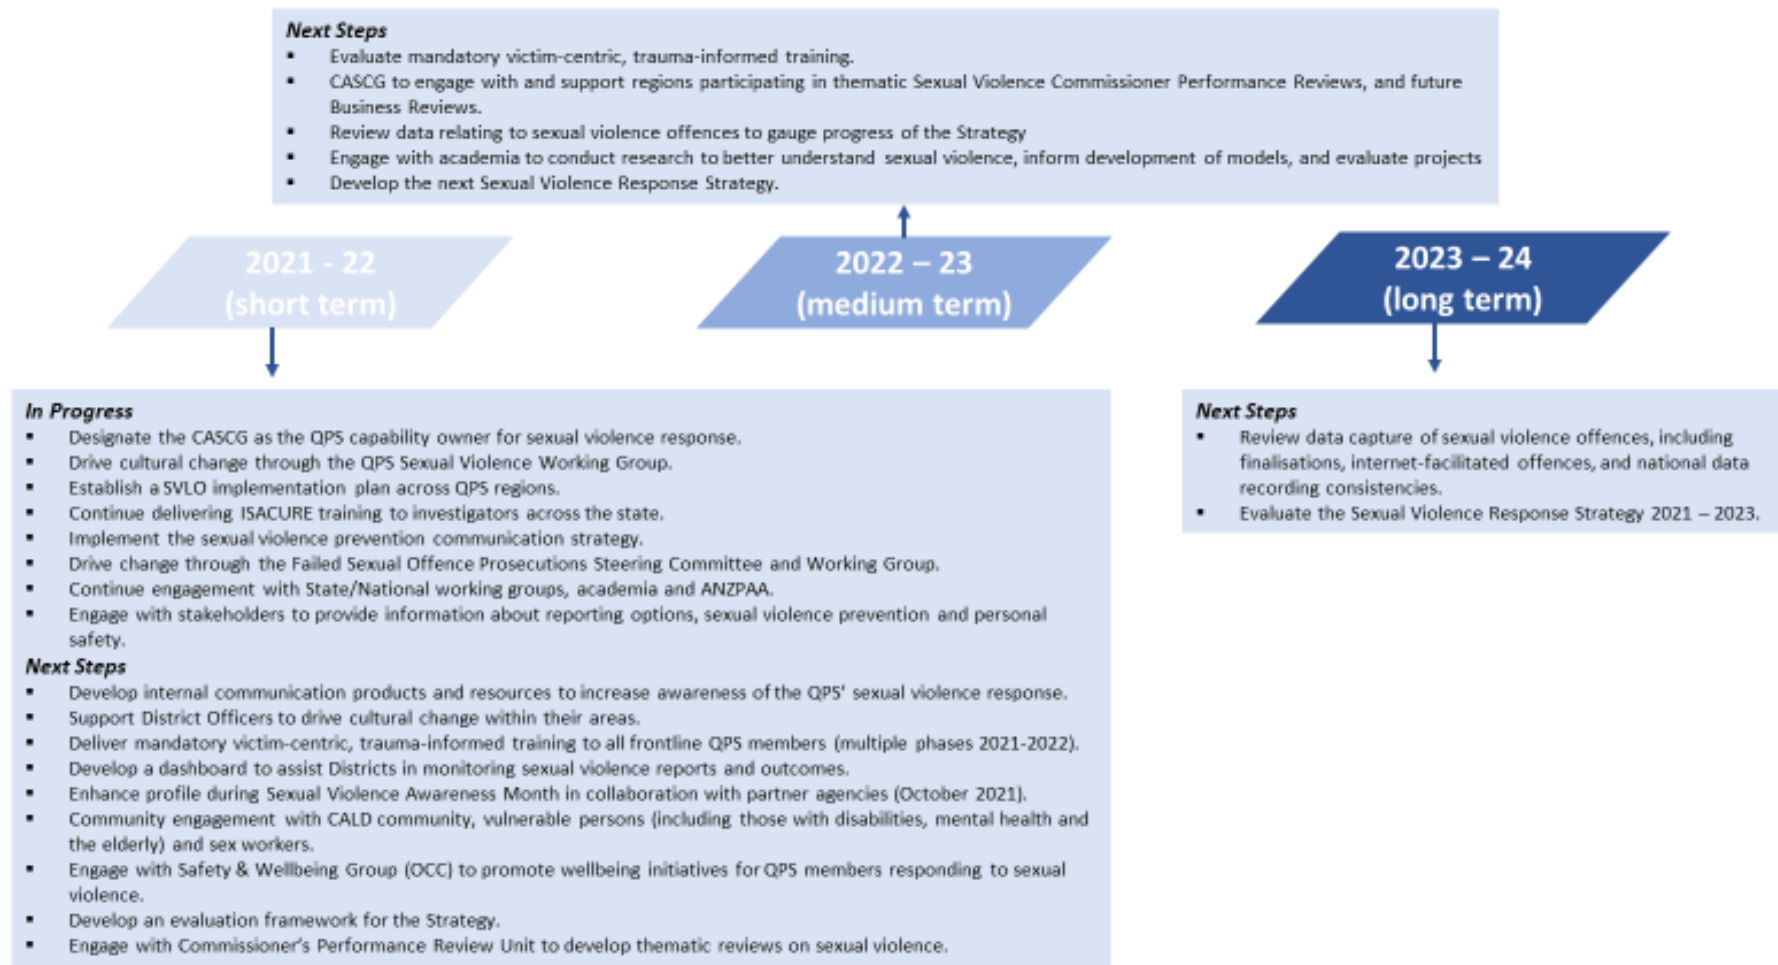 Next Steps
▪ Evaluate mandatory victim-centric, trauma-informed training.
▪ CASCG to engage with and support regions participating in thematic Sexual Violence Commissioner Performance Reviews, and future
Business Reviews.
▪ Review data relating to sexual violence offences to gauge progress of the Strategy
▪ Engage with academia to conduct research to better understand sexual violence, inform development of models, and evaluate projects
▪ Develop the next Sexual Violence Response Strategy.
2021 - 22
(short term)
2022 – 23
(medium term)
2023 – 24
(long term)
In Progress
▪ Designate the CASCG as the QPS capability owner for sexual violence response.
▪ Drive cultural change through the QPS Sexual Violence Working Group.
▪ Establish a SVLO implementation plan across QPS regions.
▪ Continue delivering ISACURE training to investigators across the state.
▪ Implement the sexual violence prevention communication strategy.
▪ Drive change through the Failed Sexual Offence Prosecutions Steering Committee and Working Group.
▪ Continue engagement with State/National working groups, academia and ANZPAA.
▪ Engage with stakeholders to provide information about reporting options, sexual violence prevention and personal
safety.
Next Steps
▪ Develop internal communication products and resources to increase awareness of the QPS' sexual violence response.
▪ Support District Officers to drive cultural change within their areas.
▪ Deliver mandatory victim-centric, trauma-informed training to all frontline QPS members (multiple phases 2021-2022).
▪ Develop a dashboard to assist Districts in monitoring sexual violence reports and outcomes.
▪ Enhance profile during Sexual Violence Awareness Month in collaboration with partner agencies (October 2021).
▪ Community engagement with CALD community, vulnerable persons (including those with disabilities, mental health and
the elderly) and sex workers.
▪ Engage with Safety & Wellbeing Group (OCC) to promote wellbeing initiatives for QPS members responding to sexual
violence.
▪ Develop an evaluation framework for the Strategy.
▪ Engage with Commissioner's Performance Review Unit to develop thematic reviews on sexual violence.
Next Steps
▪ Review data capture of sexual violence offences, including
finalisations, internet-facilitated offences, and national data
recording consistencies.
▪ Evaluate the Sexual Violence Response Strategy 2021 – 2023.